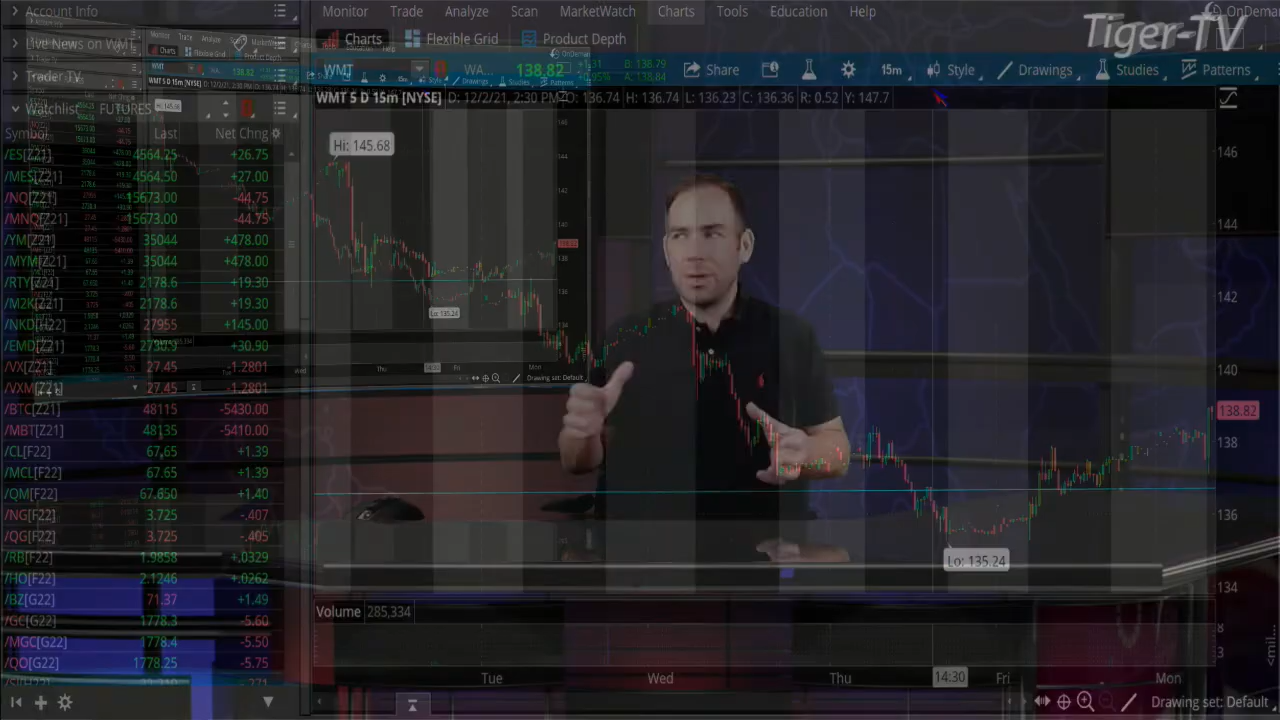 Account Info
Monitor Trade Analyze Scan MarketWatch Charts Tools Education Help
Tiger-TV
Live News on WMT
Charts Flexible Grid Product Depth
Trader TV
WMT WA... 138.82 B: 138.79 A: 138.84 Share 15m Style Drawings Studies Patterns
Watchlist FUTURES
WMT 5 D 15m [NYSE] D: 12/2/21, 2:30 PM O: 136.74 H: 136.74 L: 136.23 C: 136.36 R: 0.52 Y: 147.7
Symbol Last Net Chng
Hi: 145.68
/ES[Z21] 4564.25 +26.75
/MES[Z21] 4564.50 +27.00
/NQ[Z21] 15673.00 -44.75
/MNQ[Z21] 15673.00 -44.75
/YM[Z21] 35044 +478.00
/MYM[Z21] 35044 +478.00
/RTY[Z21] 2178.6 +19.30
/M2K[Z21] 2178.6 +19.30
/NKD[H22] 27955 +145.00
/EMD[Z21] 2730.9 +30.90
/VX[Z21] 27.45 -1.2801
/VXM[Z21] 27.45 -1.2801
/BTC[Z21] 48115 -5430.00
/MBT[Z21] 48135 -5410.00
/CL[F22] 67.65 +1.39
/MCL[F22] 67.65 +1.39
/QM[F22] 67.650 +1.40
/NG[F22] 3.725 -.407
/QG[F22] 3.725 -.405
/RB[F22] 1.9858 +.0329
/HO[F22] 2.1246 +.0262
/BZ[G22] 71.37 +1.49
/GC[G22] 1778.3 -5.60
/MGC[G22] 1778.4 -5.50
/QO[G22] 1778.25 -5.75
146
144
142
140
138.82
138
136
134
Lo: 135.24
Volume 285,334
Tue Wed Thu 14:30 Fri Mon
Drawing set: Default